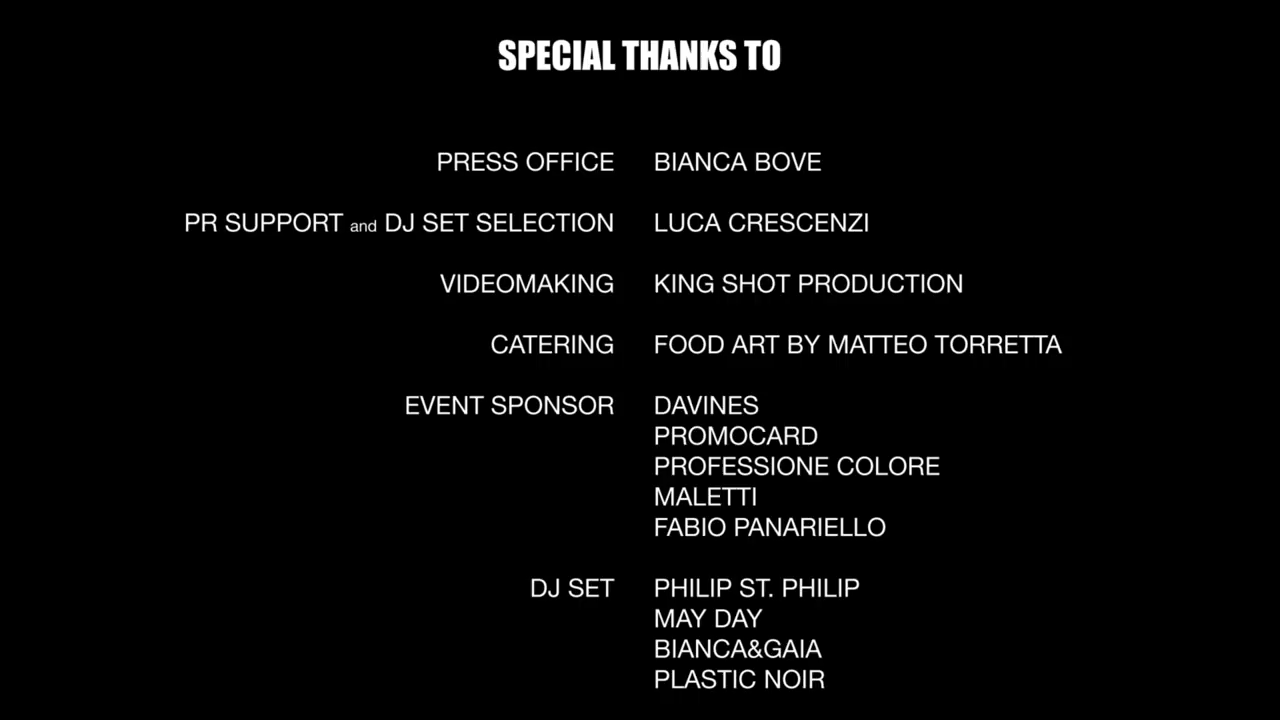 SPECIAL THANKS TO
PRESS OFFICE BIANCA BOVE
PR SUPPORT and DJ SET SELECTION LUCA CRESCENZI
VIDEOMAKING KING SHOT PRODUCTION
CATERING FOOD ART BY MATTEO TORRETTA
EVENT SPONSOR DAVINES
PROMOCARD
PROFESSIONE COLORE
MALETTI
FABIO PANARIELLO
DJ SET PHILIP ST. PHILIP
MAY DAY
BIANCA&GAIA
PLASTIC NOIR